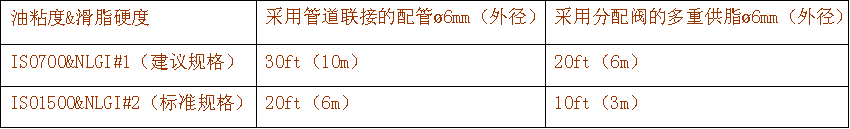 油粘度&滑脂硬度 采用管道联接的配管ø6mm（外径） 采用分配阀的多重供脂ø6mm（外径）
ISO700&NLGI#1（建议规格） 30ft（10m） 20ft（6m）
ISO1500&NLGI#2（标准规格） 20ft（6m） 10ft（3m）